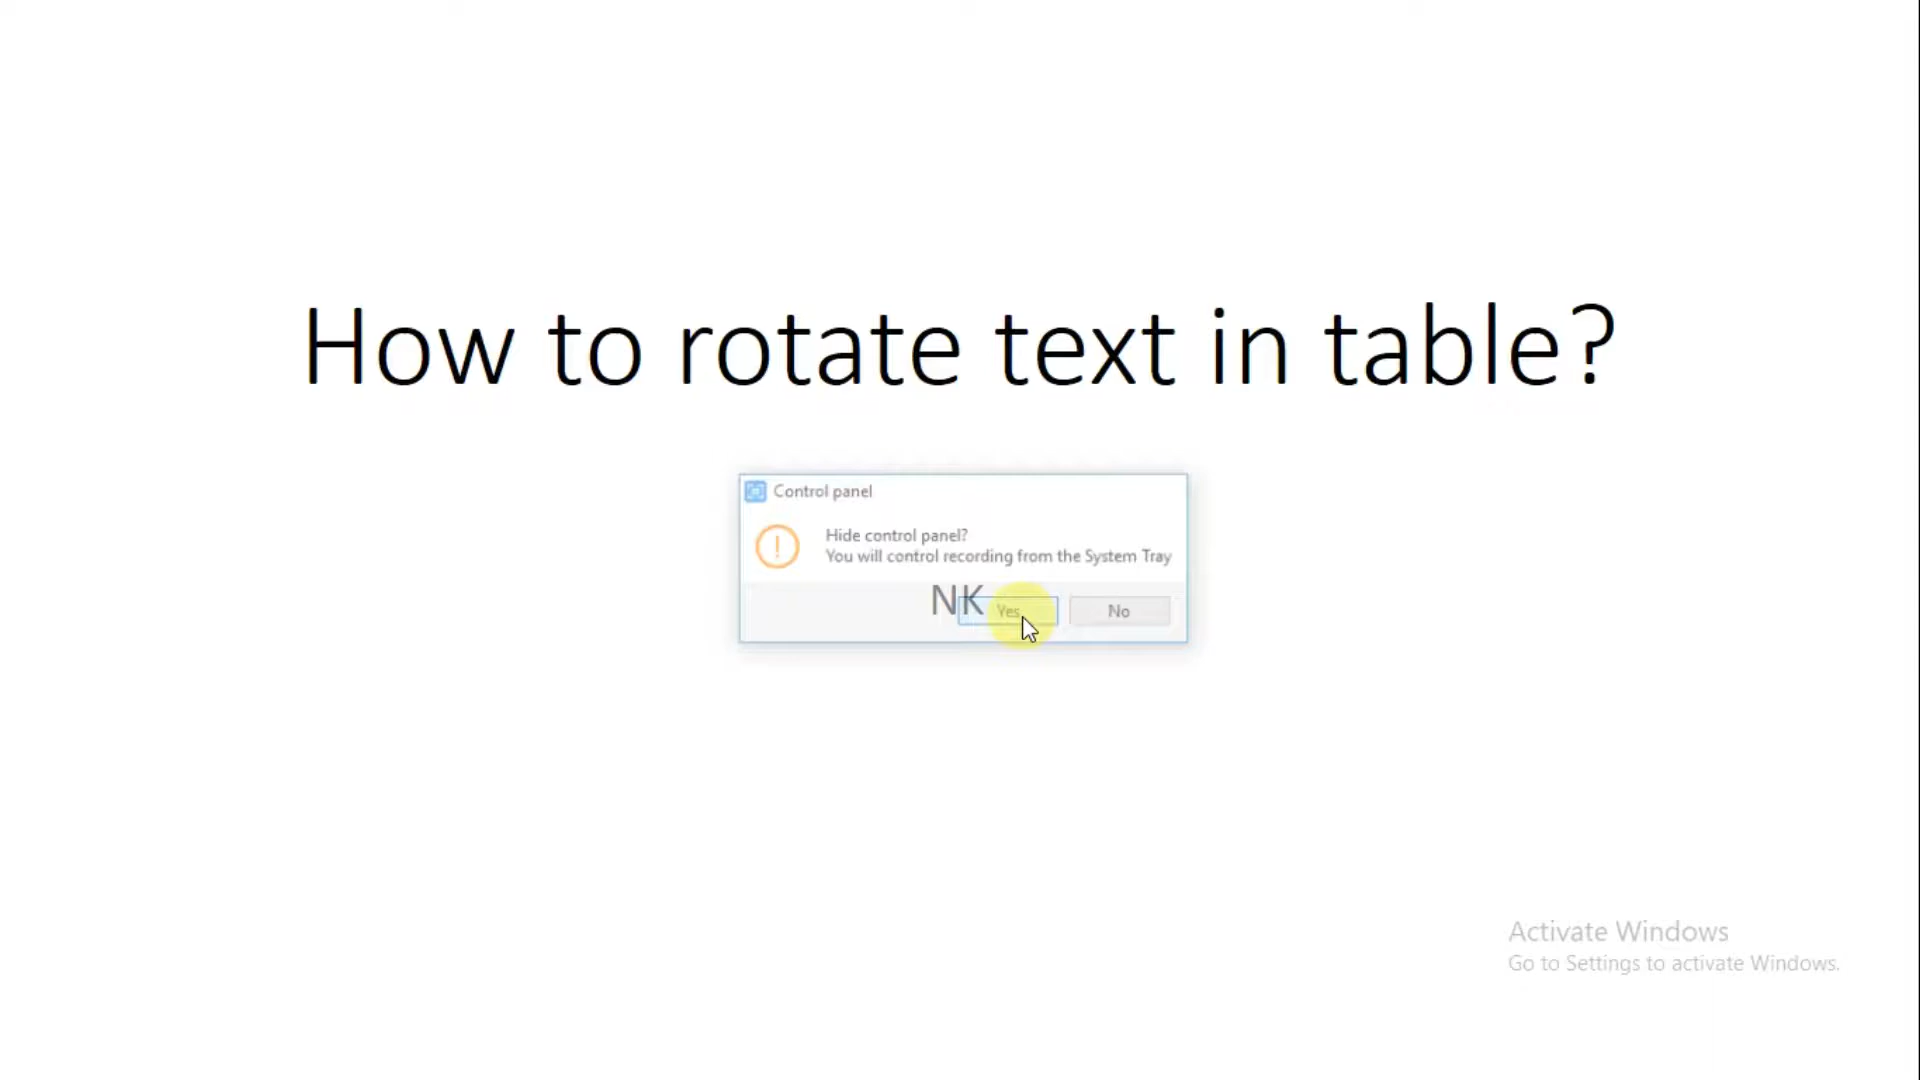 How to rotate text in table?
Control panel
Hide control panel?
You will control recording from the System Tray
NK
Yes
No
Activate Windows
Go to Settings to activate Windows.